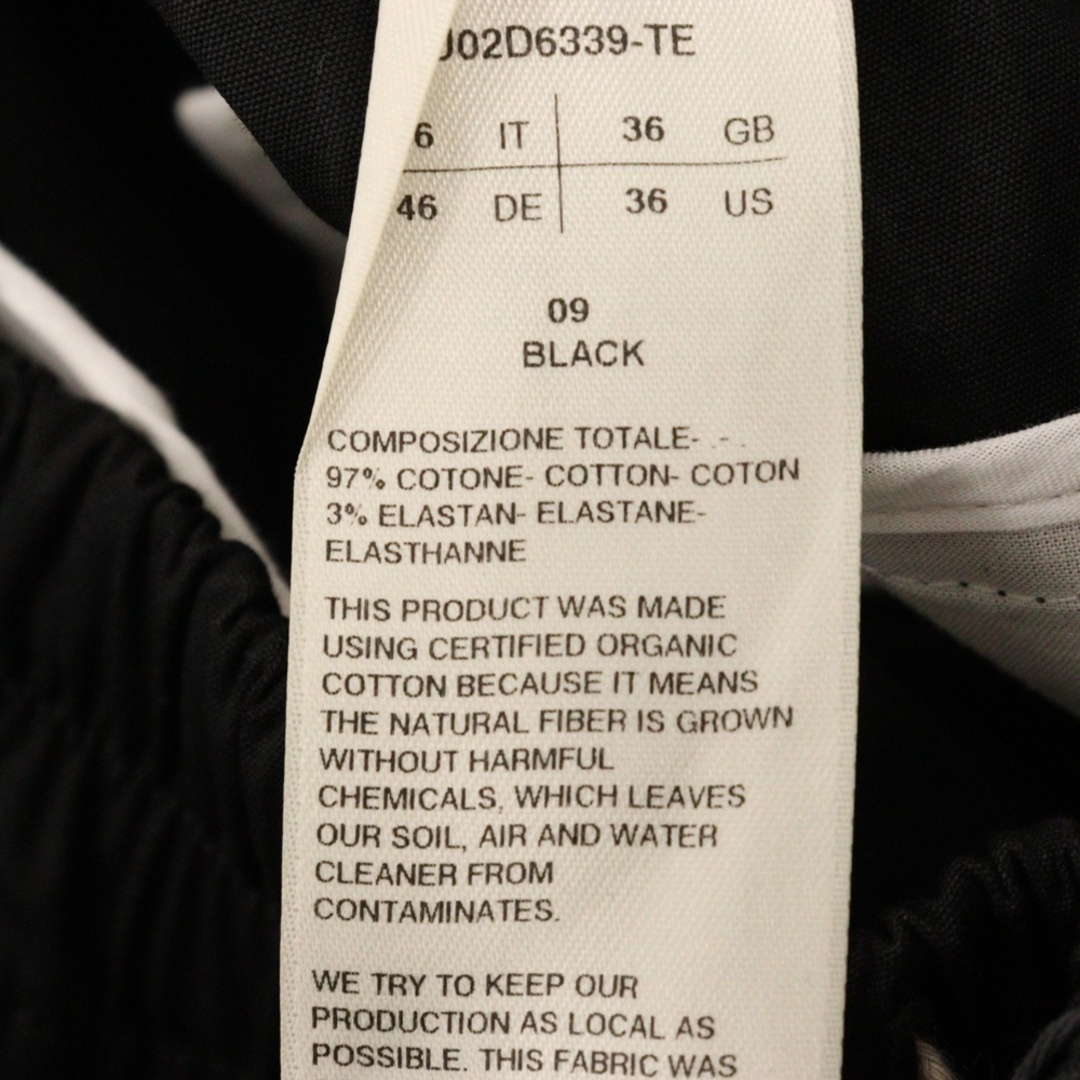 J02D6339-TE
6 IT 36 GB
46 DE 36 US
09
BLACK
COMPOSIZIONE TOTALE- - -
97% COTONE- COTTON- COTON
3% ELASTAN- ELASTANE-
ELASTHANNE
THIS PRODUCT WAS MADE
USING CERTIFIED ORGANIC
COTTON BECAUSE IT MEANS
THE NATURAL FIBER IS GROWN
WITHOUT HARMFUL
CHEMICALS, WHICH LEAVES
OUR SOIL, AIR AND WATER
CLEANER FROM
CONTAMINATES.
WE TRY TO KEEP OUR
PRODUCTION AS LOCAL AS
POSSIBLE. THIS FABRIC WAS